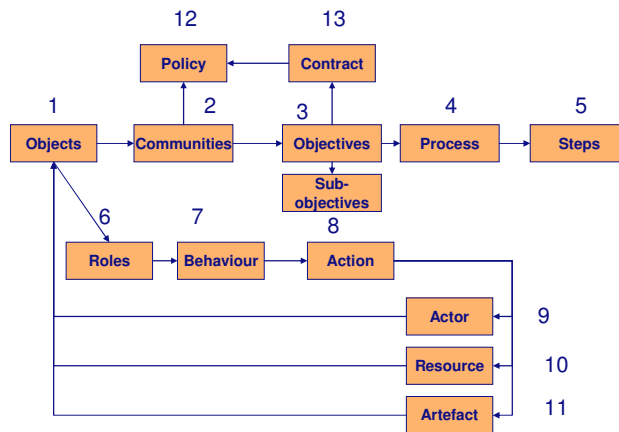 12
13
Policy
Contract
1
2
3
4
5
Objects
Communities
Objectives
Process
Steps
Sub-
objectives
6
7
8
Roles
Behaviour
Action
Actor
9
Resource
10
Artefact
11